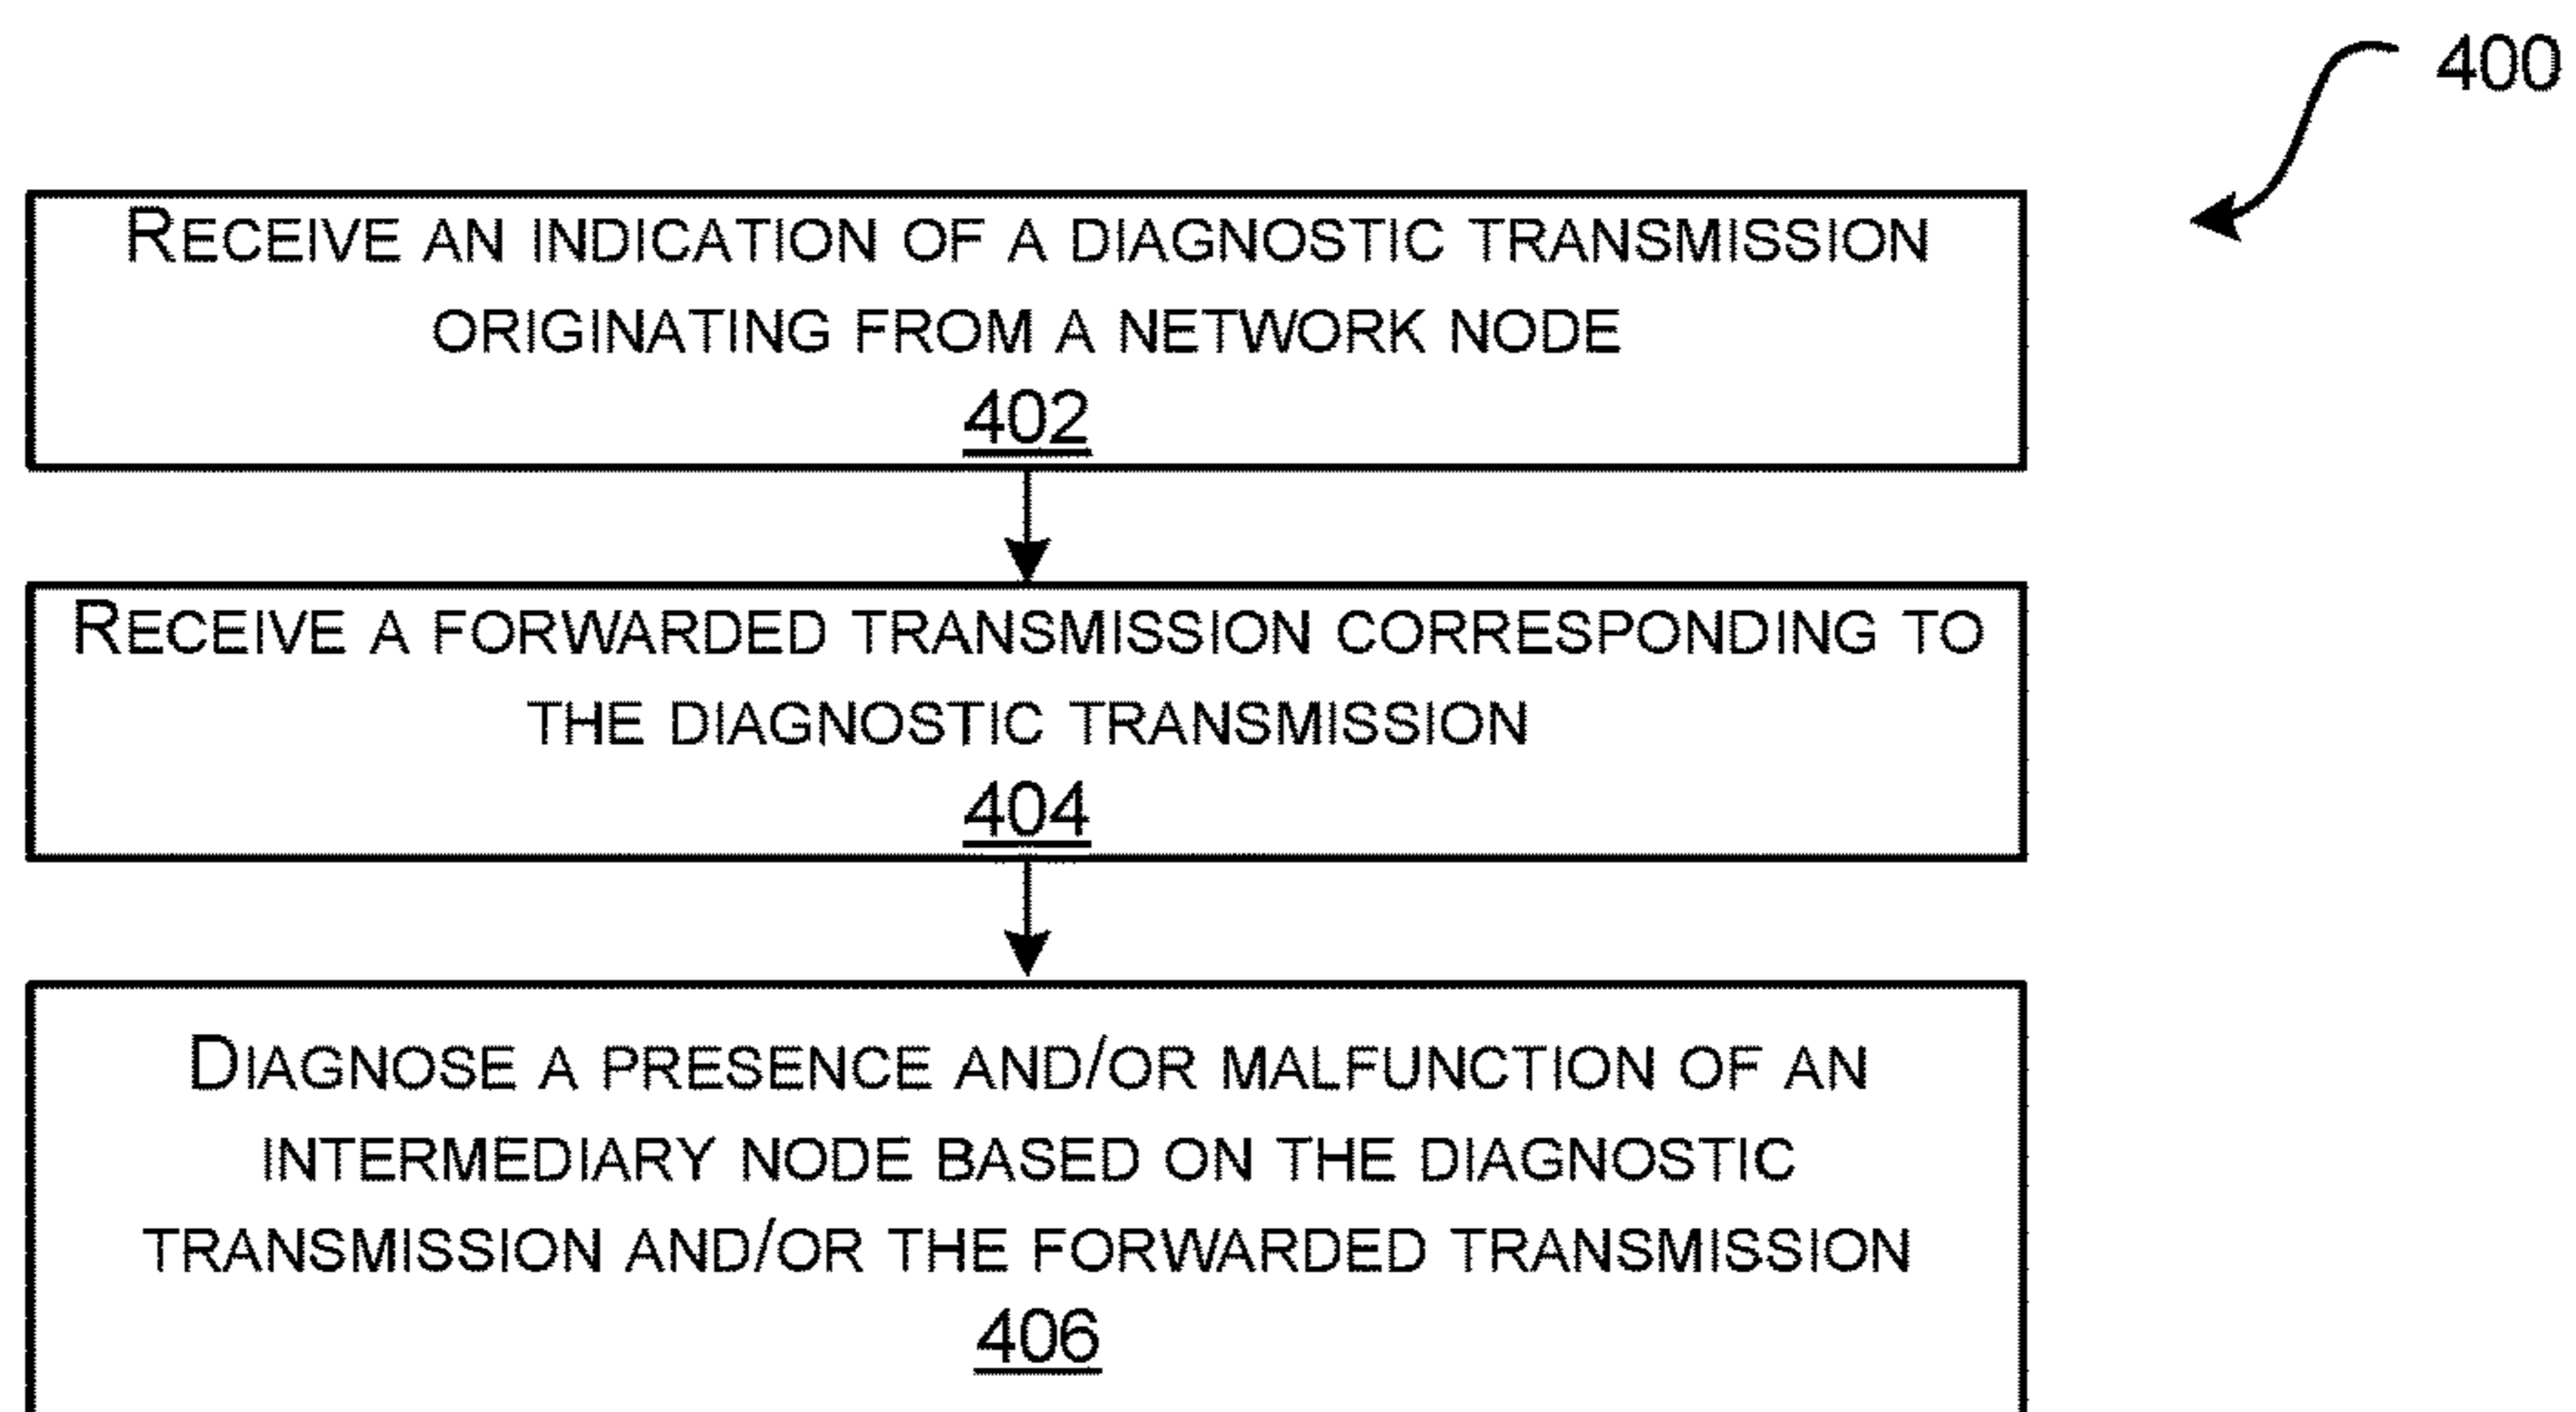 400
RECEIVE AN INDICATION OF A DIAGNOSTIC TRANSMISSION
ORIGINATING FROM A NETWORK NODE
402
RECEIVE A FORWARDED TRANSMISSION CORRESPONDING TO
THE DIAGNOSTIC TRANSMISSION
404
DIAGNOSE A PRESENCE AND/OR MALFUNCTION OF AN
INTERMEDIARY NODE BASED ON THE DIAGNOSTIC
TRANSMISSION AND/OR THE FORWARDED TRANSMISSION
406